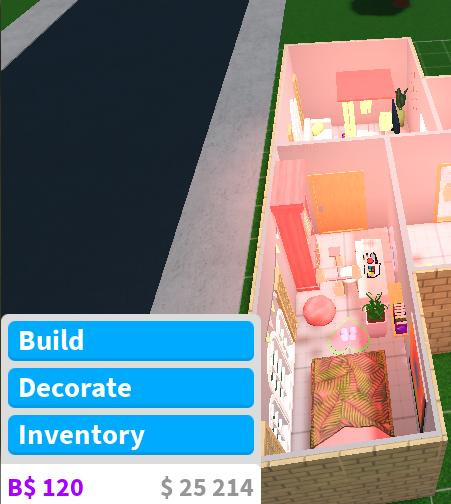 Build
Decorate
Inventory
B$ 120 $ 25 214